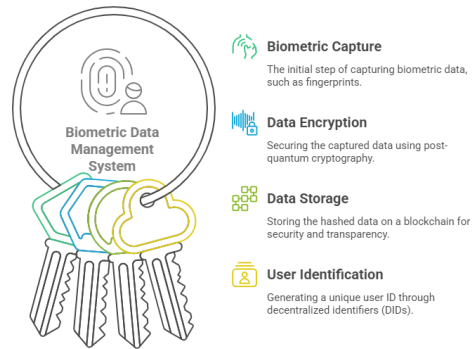 Biometric Data
Management
System
Biometric Capture
The initial step of capturing biometric data,
such as fingerprints.
Data Encryption
Securing the captured data using post-
quantum cryptography.
Data Storage
Storing the hashed data on a blockchain for
security and transparency.
User Identification
Generating a unique user ID through
decentralized identifiers (DIDs).